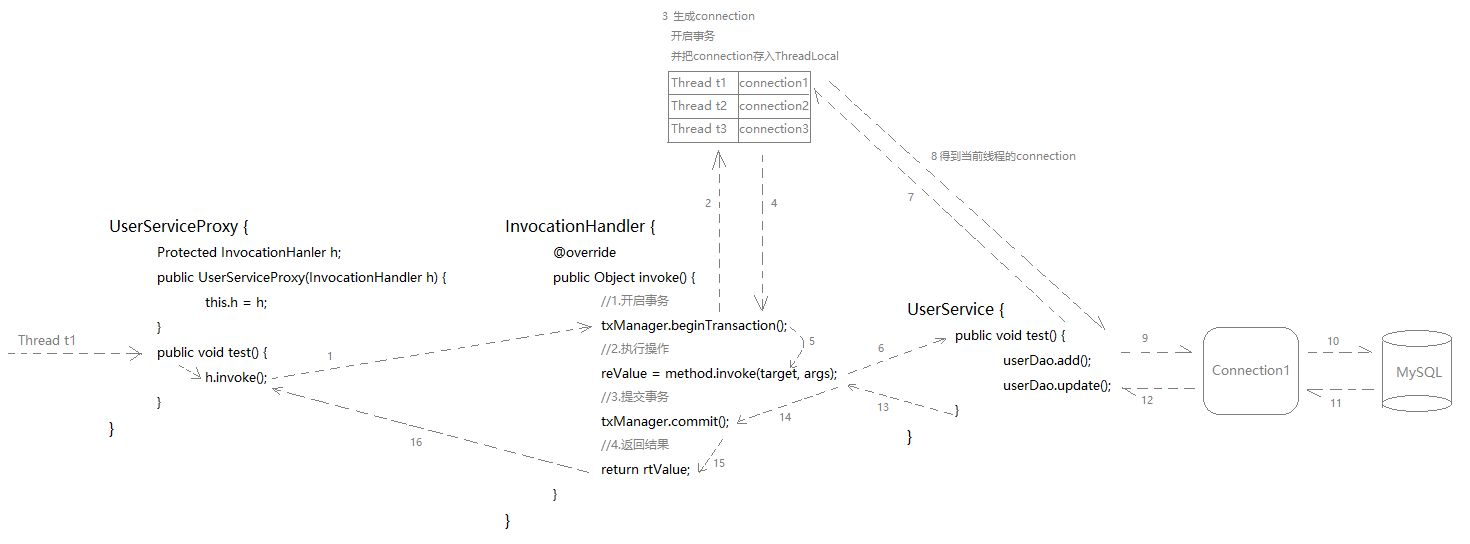 3 生成connection
开启事务
并把connection存入ThreadLocal
Thread t1 connection1
Thread t2 connection2
Thread t3 connection3
8 得到当前线程的connection
7
2
4
UserServiceProxy {
Protected InvocationHanler h;
public UserServiceProxy(InvocationHandler h) {
this.h = h;
}
Thread t1
public void test() {
h.invoke();
}
}
1
InvocationHandler {
@override
public Object invoke() {
//1.开启事务
txManager.beginTransaction();
//2.执行操作
5
reValue = method.invoke(target, args);
//3.提交事务
txManager.commit();
//4.返回结果
return rtValue;
}
}
6
13
14
15
16
UserService {
public void test() {
userDao.add();
userDao.update();
}
}
9
12
Connection1
10
11
MySQL